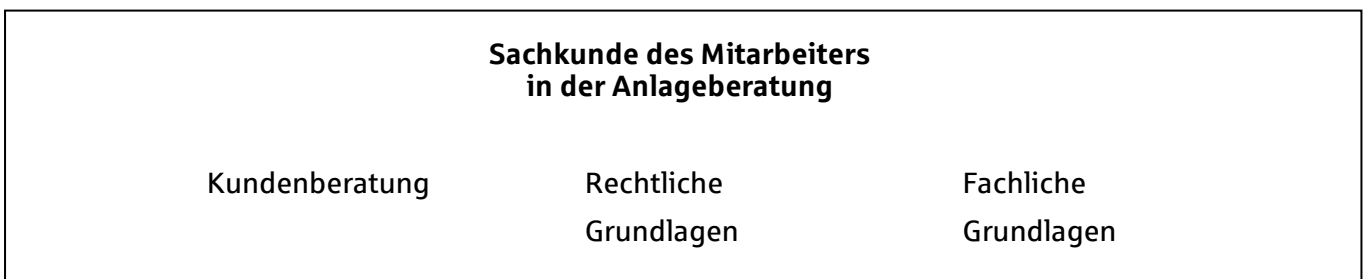 Sachkunde des Mitarbeiters
in der Anlageberatung
Kundenberatung
Rechtliche
Grundlagen
Fachliche
Grundlagen